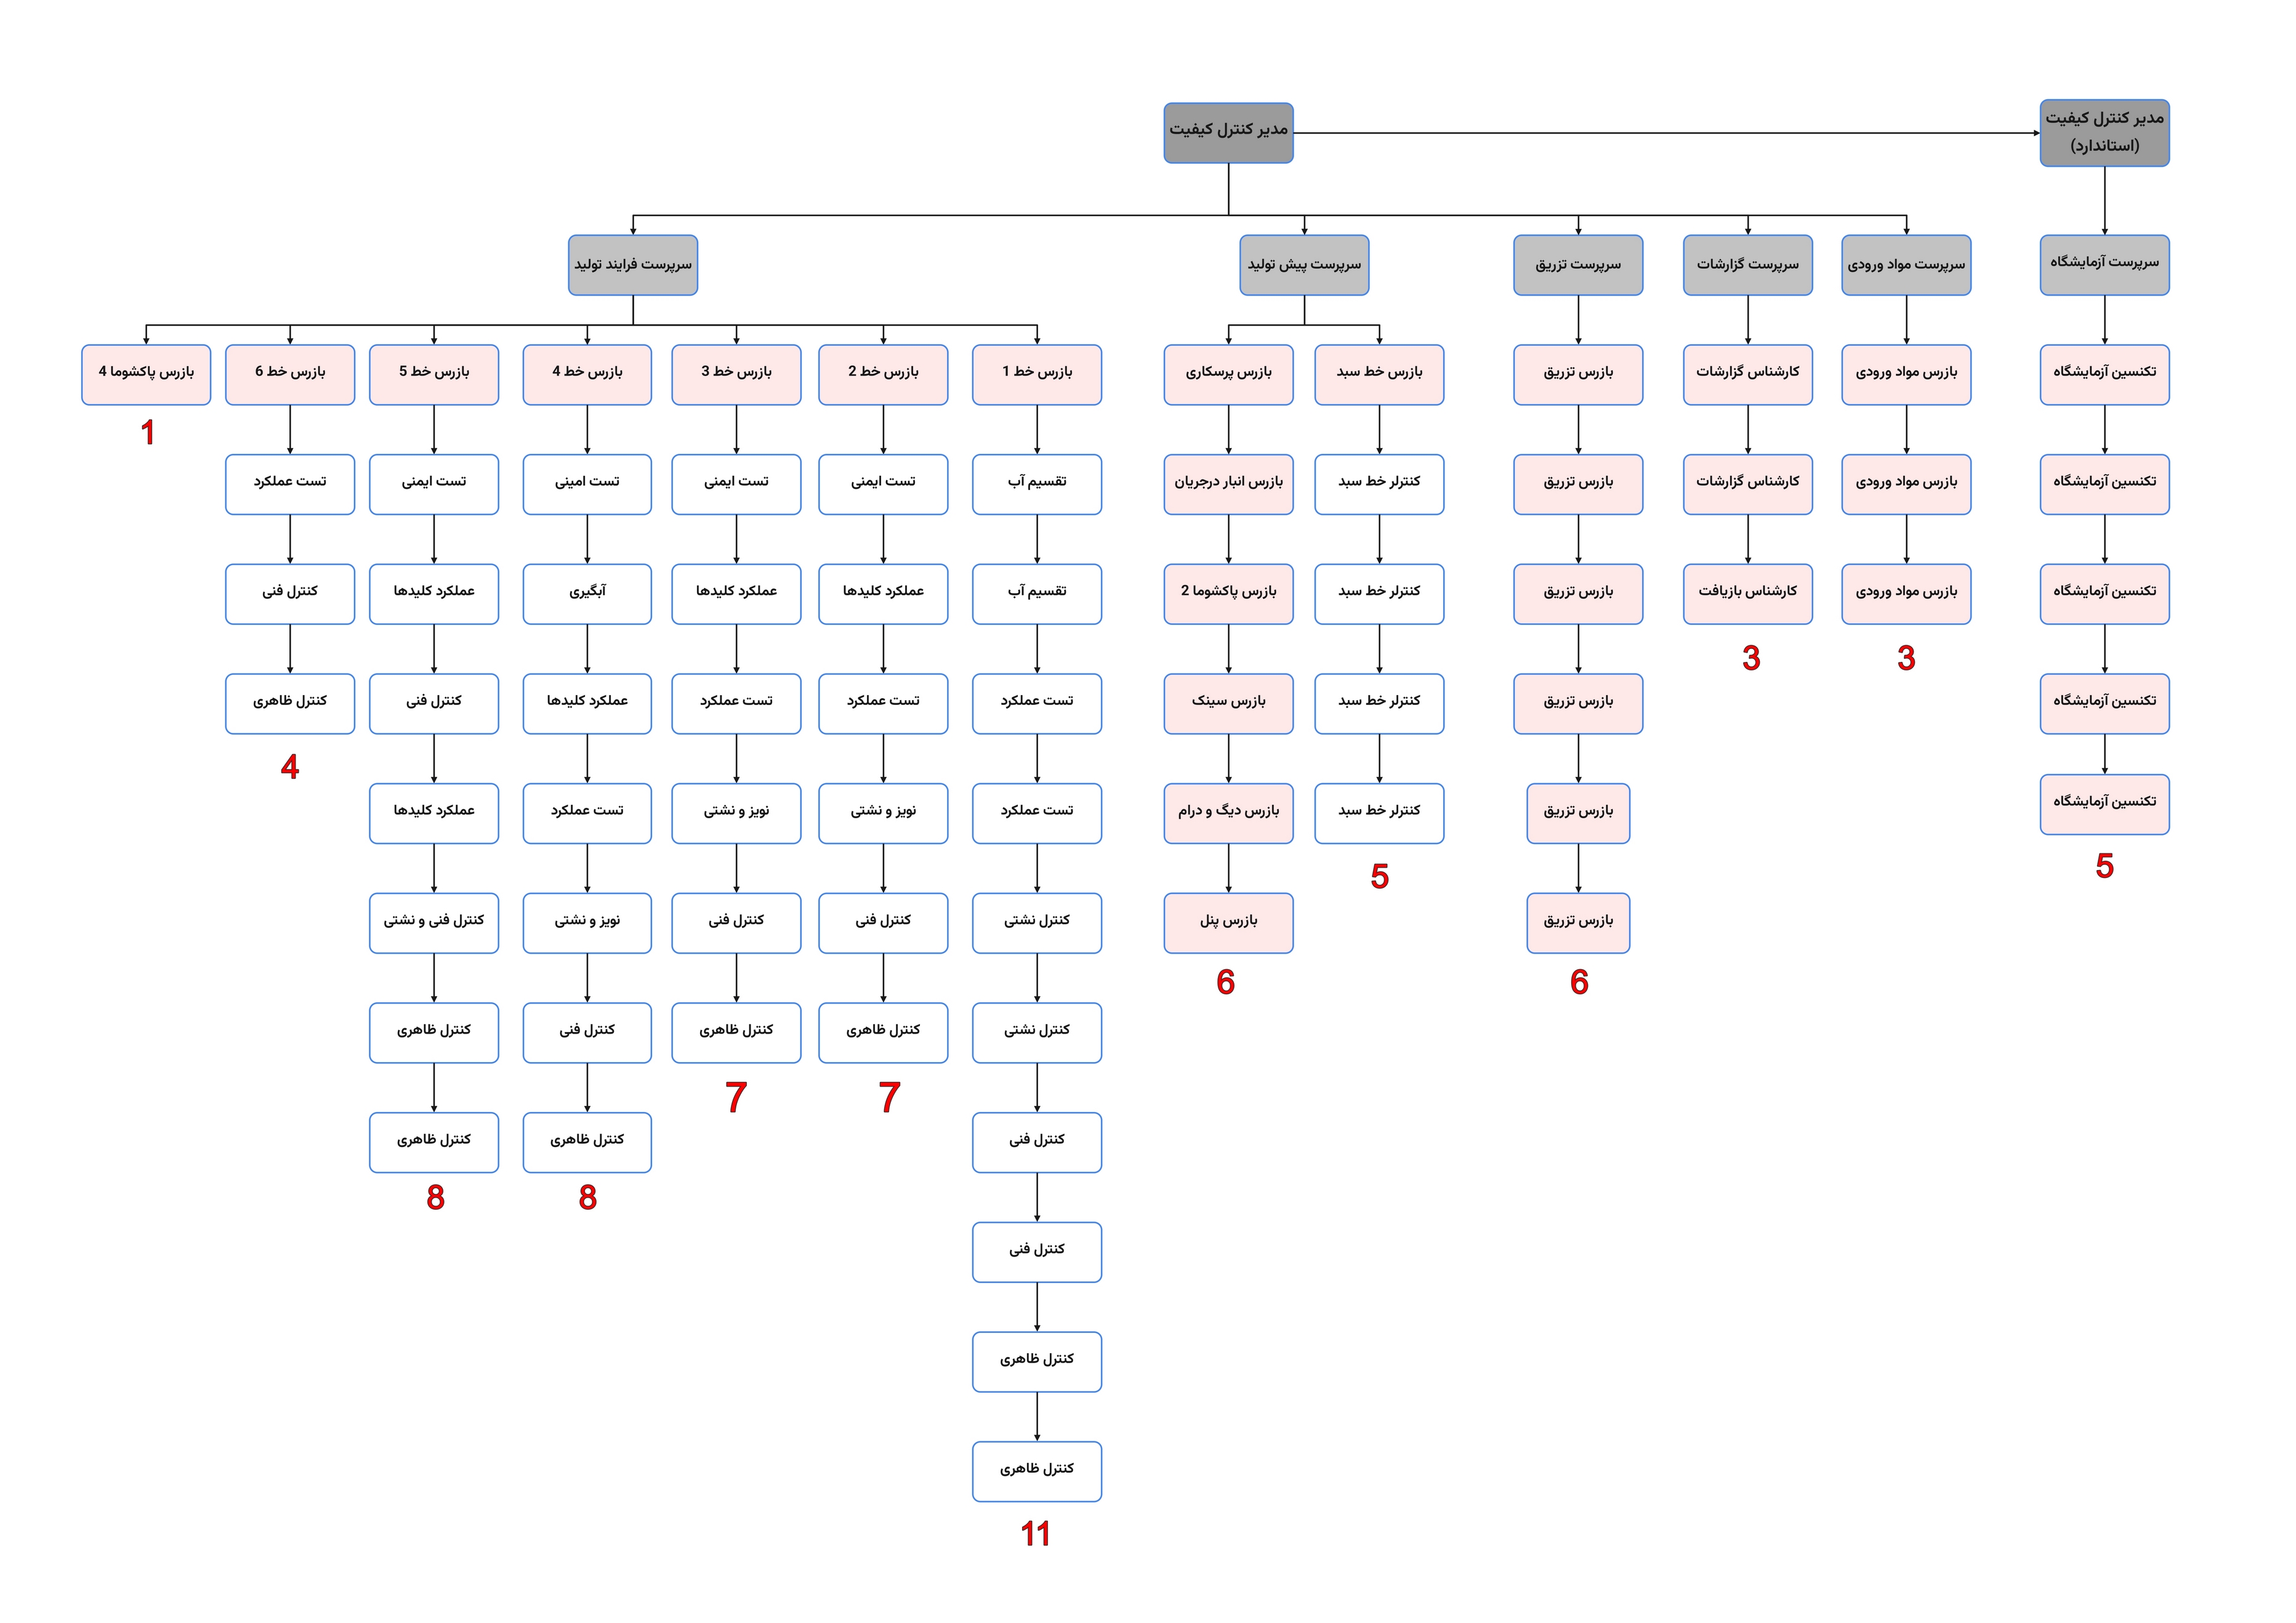 مدیر کنترل کیفیت
(استاندارد)
مدیر کنترل کیفیت
سرپرست آزمایشگاه
سرپرست مواد ورودی
سرپرست گزارشات
سرپرست تزریق
سرپرست پیش تولید
سرپرست فرایند تولید
تکنسین آزمایشگاه
تکنسین آزمایشگاه
تکنسین آزمایشگاه
تکنسین آزمایشگاه
تکنسین آزمایشگاه
5
بازرس مواد ورودی
بازرس مواد ورودی
بازرس مواد ورودی
3
کارشناس گزارشات
کارشناس گزارشات
کارشناس بازیافت
3
بازرس تزریق
بازرس تزریق
بازرس تزریق
بازرس تزریق
بازرس تزریق
بازرس تزریق
6
بازرس خط سبد
کنترلر خط سبد
کنترلر خط سبد
کنترلر خط سبد
کنترلر خط سبد
5
بازرس پرسکاری
بازرس انبار درجریان
بازرس پاکشوما 2
بازرس سینک
بازرس دیگ و درام
بازرس پنل
6
بازرس خط 1
تقسیم آب
تقسیم آب
تست عملکرد
تست عملکرد
کنترل نشتی
کنترل نشتی
کنترل فنی
کنترل فنی
کنترل ظاهری
کنترل ظاهری
11
بازرس خط 2
تست ایمنی
عملکرد کلیدها
تست عملکرد
نویز و نشتی
کنترل فنی
کنترل ظاهری
7
بازرس خط 3
تست ایمنی
عملکرد کلیدها
تست عملکرد
نویز و نشتی
کنترل فنی
کنترل ظاهری
7
بازرس خط 4
تست امینی
آبگیری
عملکرد کلیدها
تست عملکرد
نویز و نشتی
کنترل فنی
کنترل ظاهری
8
بازرس خط 5
تست ایمنی
عملکرد کلیدها
کنترل فنی
عملکرد کلیدها
کنترل فنی و نشتی
کنترل ظاهری
کنترل ظاهری
8
بازرس خط 6
تست عملکرد
کنترل فنی
کنترل ظاهری
4
بازرس پاکشوما 4
1